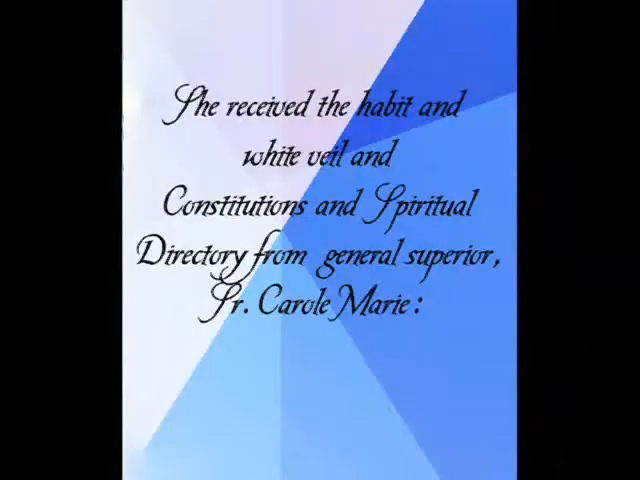 She received the habit and
white veil and
Constitutions and Spiritual
Directory from general superior,
Sr. Carole Marie :